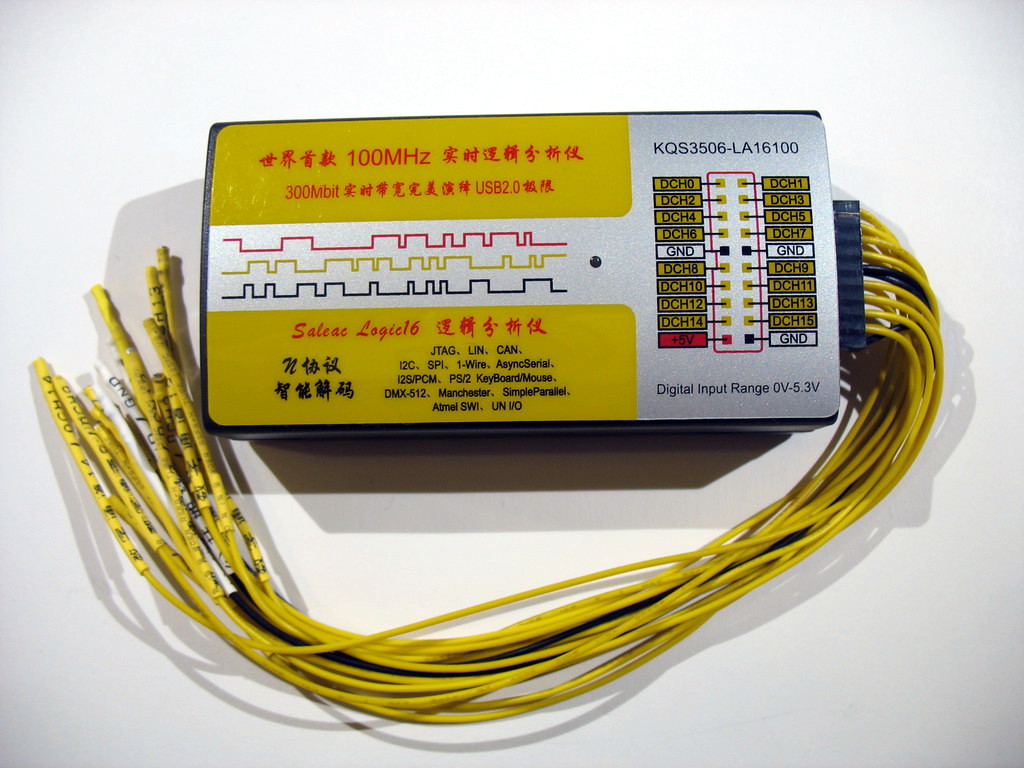 世界首款 100MHz 实时逻辑分析仪
300Mbit 实时带宽完美演绎 USB2.0 极限
Saleae Logic16 逻辑分析仪
N 协议
智能解码
JTAG、LIN、CAN、
I2C、SPI、1-Wire、AsyncSerial、
I2S/PCM、PS/2 KeyBoard/Mouse、
DMX-512、Manchester、SimpleParallel、
Atmel SWI、UN I/O
KQS3506-LA16100
DCH0 DCH1
DCH2 DCH3
DCH4 DCH5
DCH6 DCH7
GND GND
DCH8 DCH9
DCH10 DCH11
DCH12 DCH13
DCH14 DCH15
+5V GND
Digital Input Range 0V-5.3V
GND